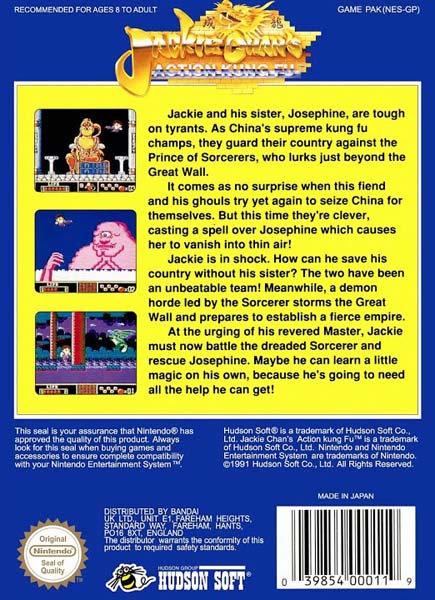 RECOMMENDED FOR AGES 8 TO ADULT
GAME PAK (NES-GP)
成 龍
JACKIE CHAN'S
ACTION KUNG FU
Jackie and his sister, Josephine, are tough
on tyrants. As China's supreme kung fu
champs, they guard their country against the
Prince of Sorcerers, who lurks just beyond the
Great Wall.
It comes as no surprise when this fiend
and his ghouls try yet again to seize China for
themselves. But this time they're clever,
casting a spell over Josephine which causes
her to vanish into thin air!
Jackie is in shock. How can he save his
country without his sister? The two have been
an unbeatable team! Meanwhile, a demon
horde led by the Sorcerer storms the Great
Wall and prepares to establish a fierce empire.
At the urging of his revered Master, Jackie
must now battle the dreaded Sorcerer and
rescue Josephine. Maybe he can learn a little
magic on his own, because he's going to need
all the help he can get!
This seal is your assurance that Nintendo® has
approved the quality of this product. Always
look for this seal when buying games and
accessories to ensure complete compatibility
with your Nintendo Entertainment System™.
Hudson Soft® is a trademark of Hudson Soft Co.,
Ltd. Jackie Chan's Action kung Fu™ is a trademark
of Hudson Soft Co., Ltd. Nintendo and Nintendo
Entertainment System are trademarks of Nintendo.
©1991 Hudson Soft Co., Ltd. All Rights Reserved.
MADE IN JAPAN
DISTRIBUTED BY BANDAI
UK LTD., UNIT E1, FAREHAM HEIGHTS,
STANDARD WAY, FAREHAM, HANTS,
PO16 8XT, ENGLAND
The distributor warrants the conformity of this
product to required safety standards.
Original
Nintendo
Seal of
Quality
HUDSON GROUP
HUDSON SOFT®
0 39854 00011 9